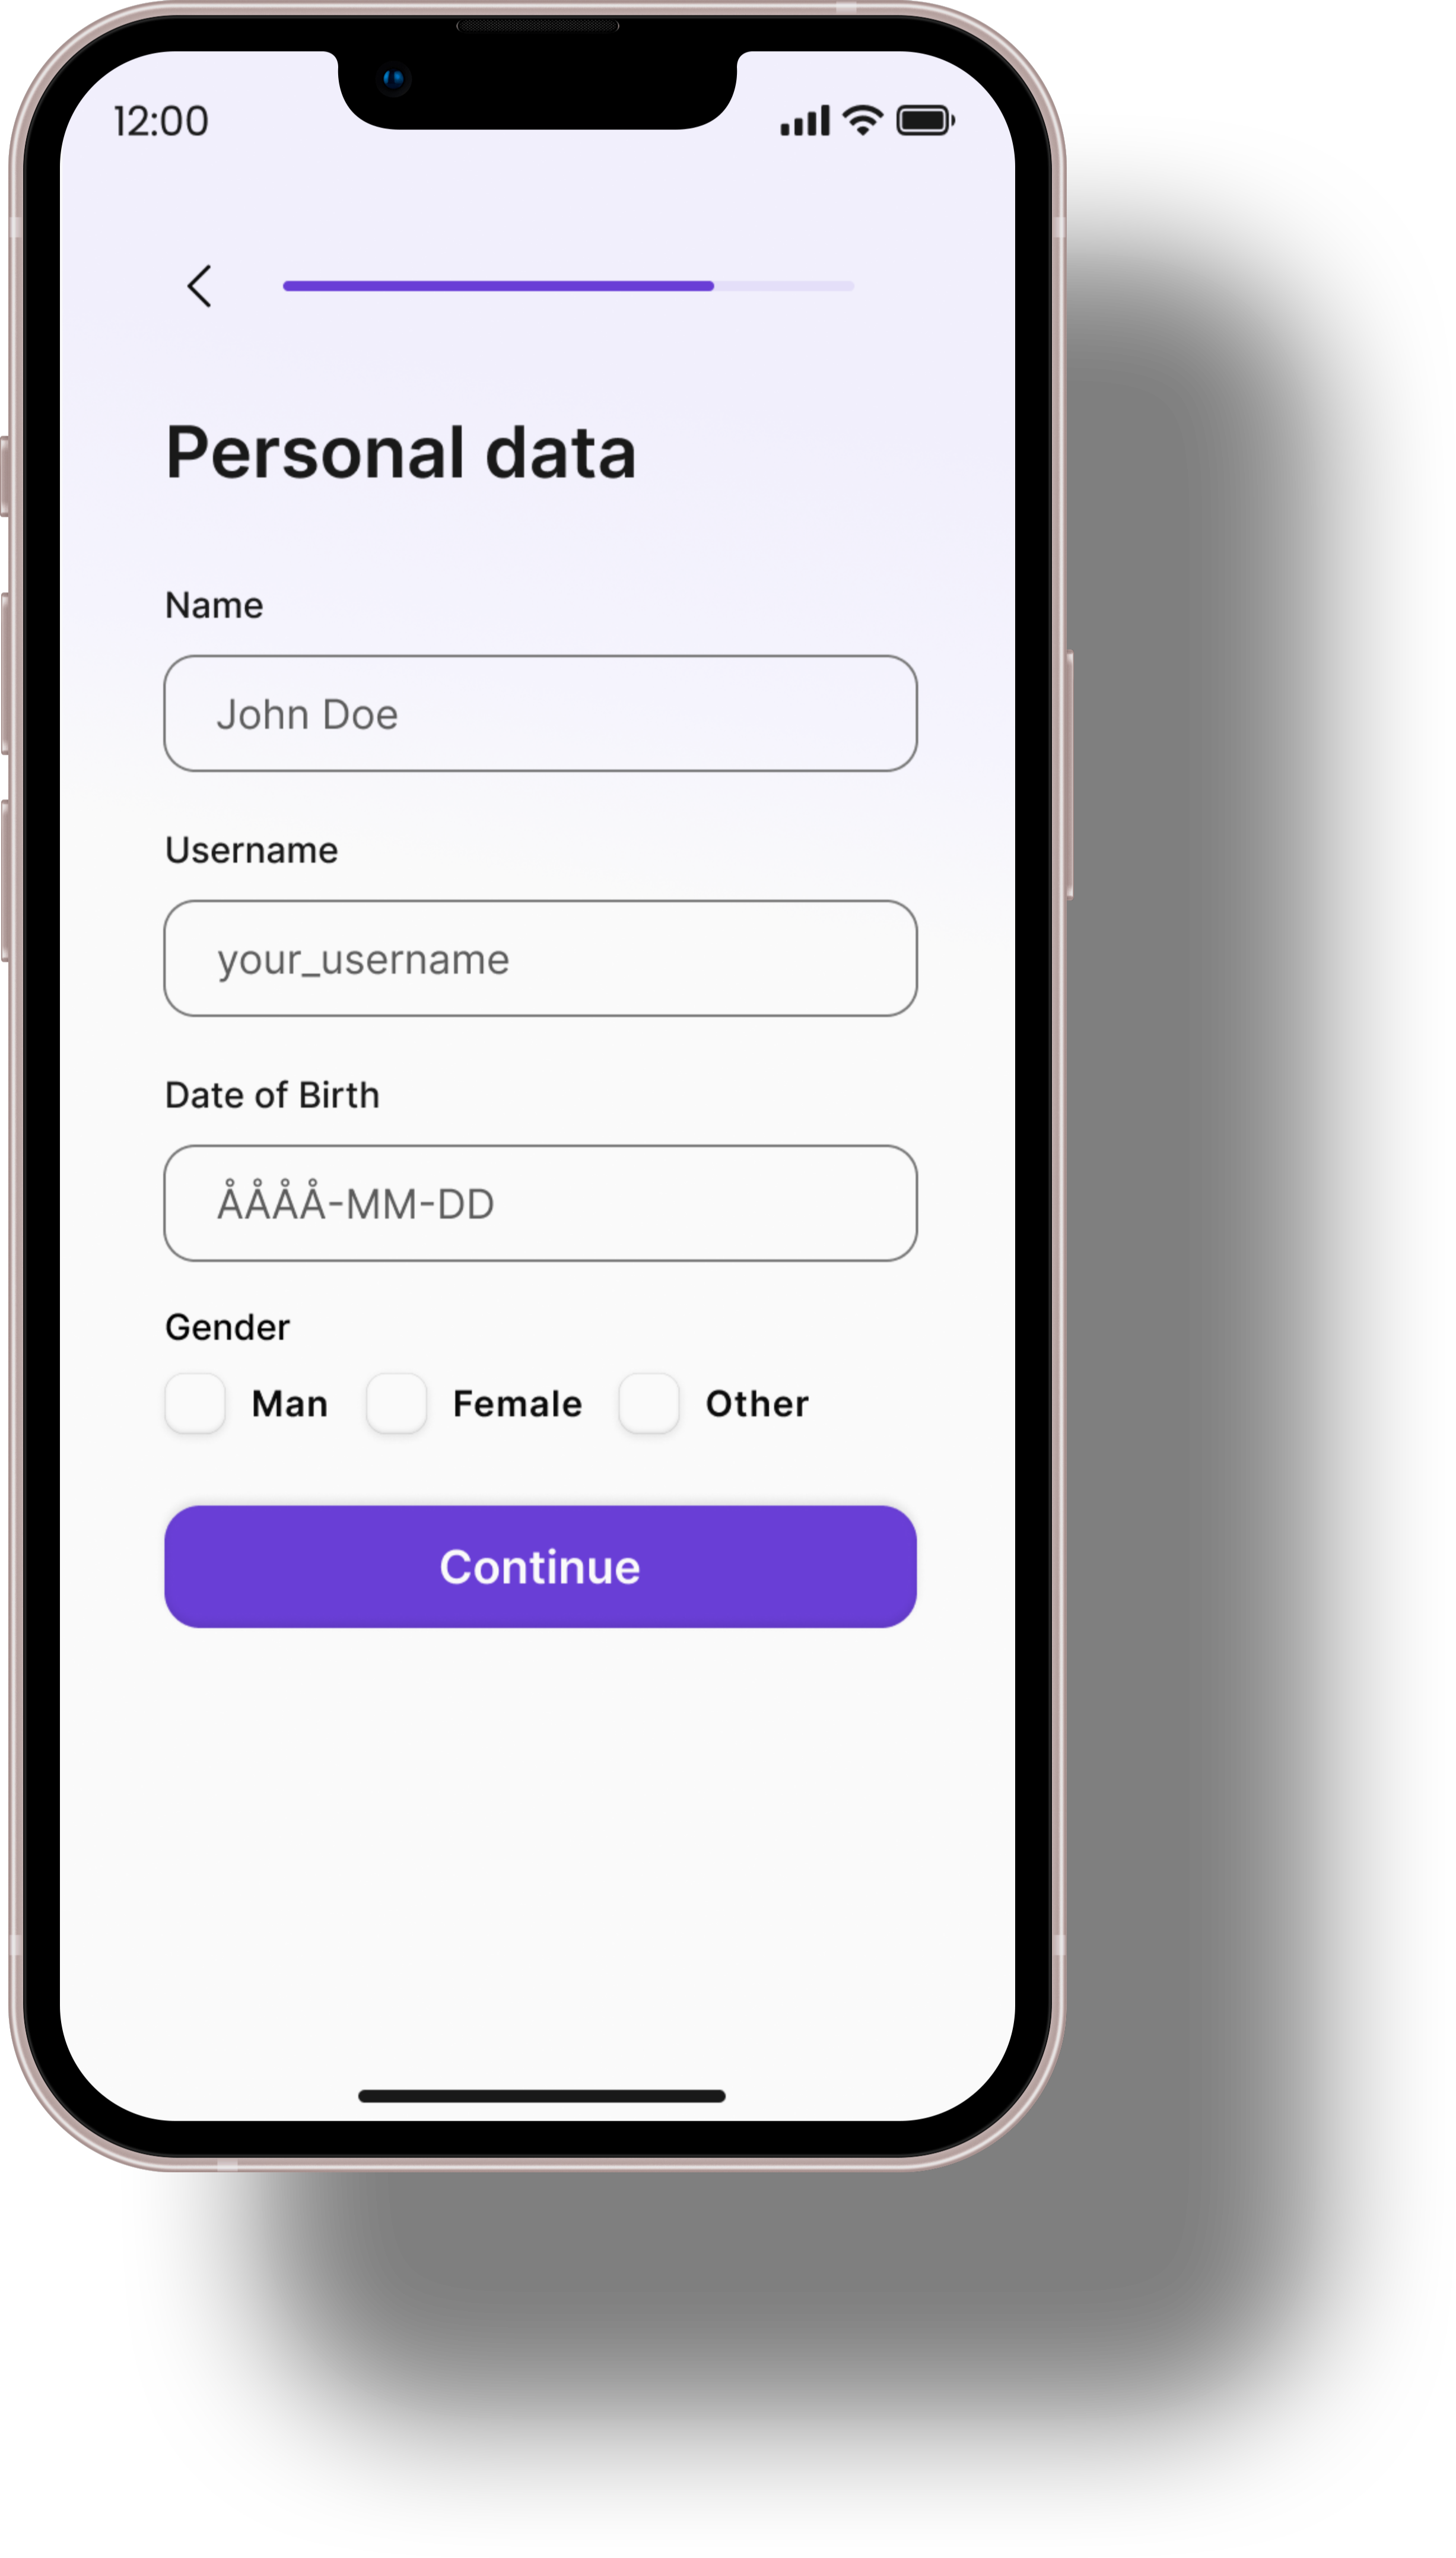 12:00
Personal data
Name
John Doe
Username
your_username
Date of Birth
ÅÅÅÅ-MM-DD
Gender
Man Female Other
Continue